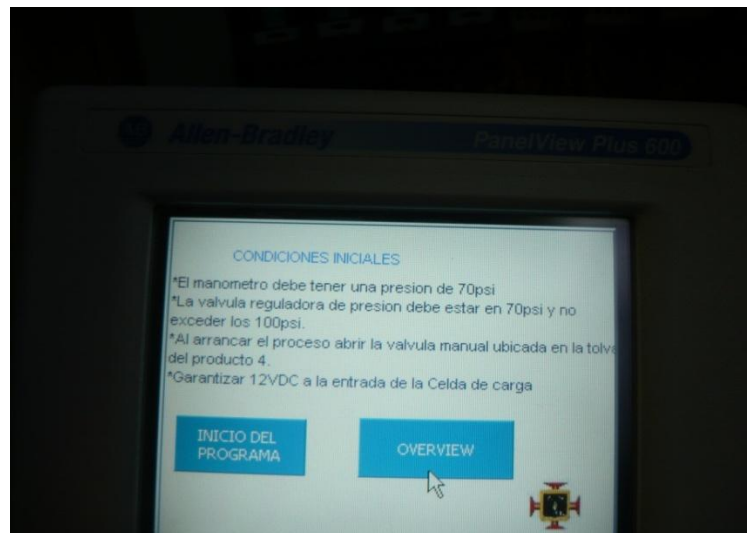 AB Allen-Bradley PanelView Plus 600
CONDICIONES INICIALES
*El manometro debe tener una presion de 70psi
*La valvula reguladora de presion debe estar en 70psi y no
exceder los 100psi.
*Al arrancar el proceso abrir la valvula manual ubicada en la tolva
del producto 4.
*Garantizar 12VDC a la entrada de la Celda de carga
INICIO DEL
PROGRAMA
OVERVIEW